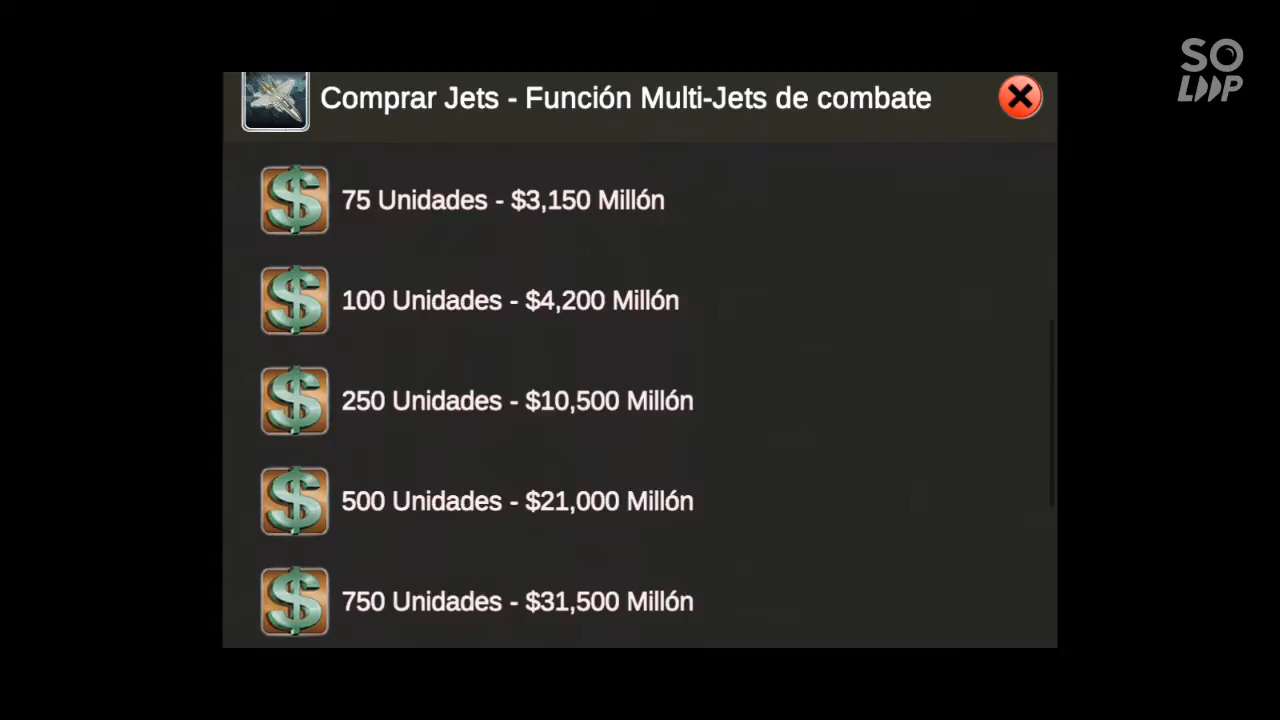 SO
LOOP
Comprar Jets - Función Multi-Jets de combate
75 Unidades - $3,150 Millón
100 Unidades - $4,200 Millón
250 Unidades - $10,500 Millón
500 Unidades - $21,000 Millón
750 Unidades - $31,500 Millón